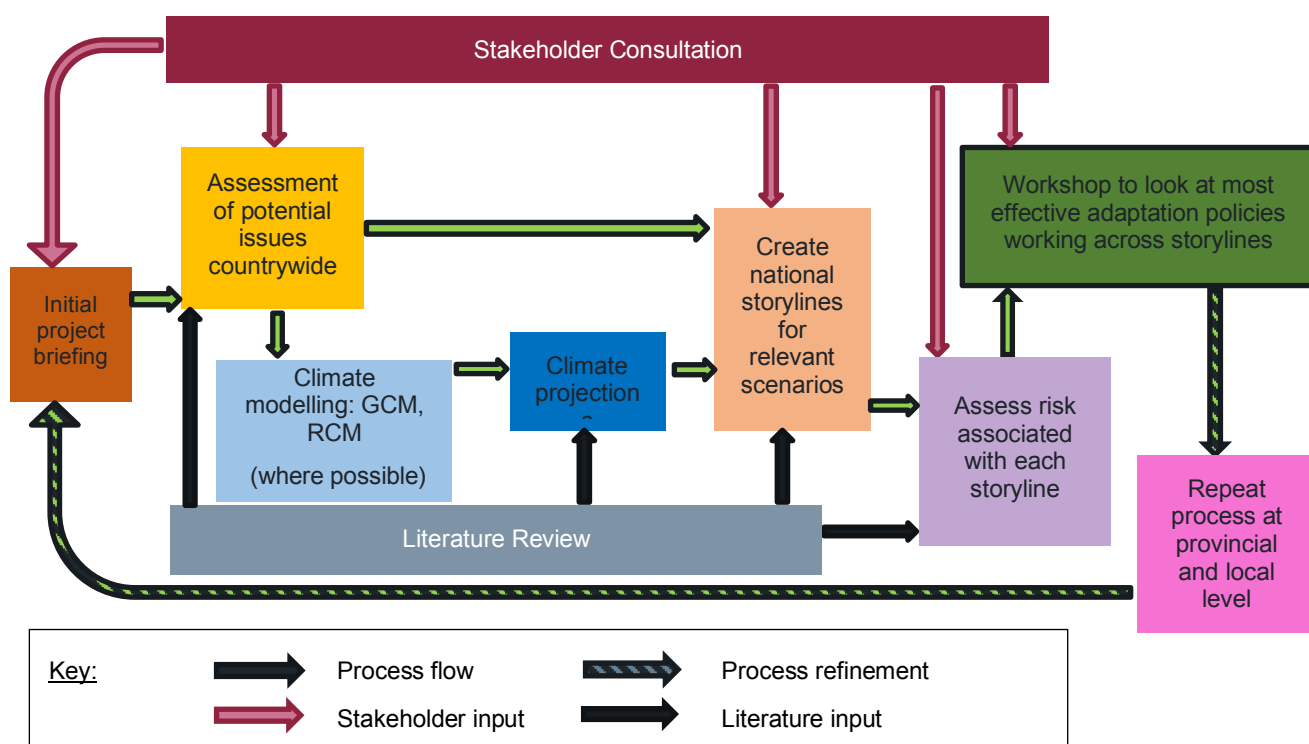 Stakeholder Consultation
Assessment
of potential
issues
countrywide
Workshop to look at most
effective adaptation policies
working across storylines
Create
national
storylines
for
relevant
scenarios
Initial
project
briefing
Climate
modelling: GCM,
RCM
(where possible)
Climate
projection
Assess risk
associated
with each
storyline
Repeat
process at
provincial
and local
level
Literature Review
Key:
Process flow
Process refinement
Stakeholder input
Literature input